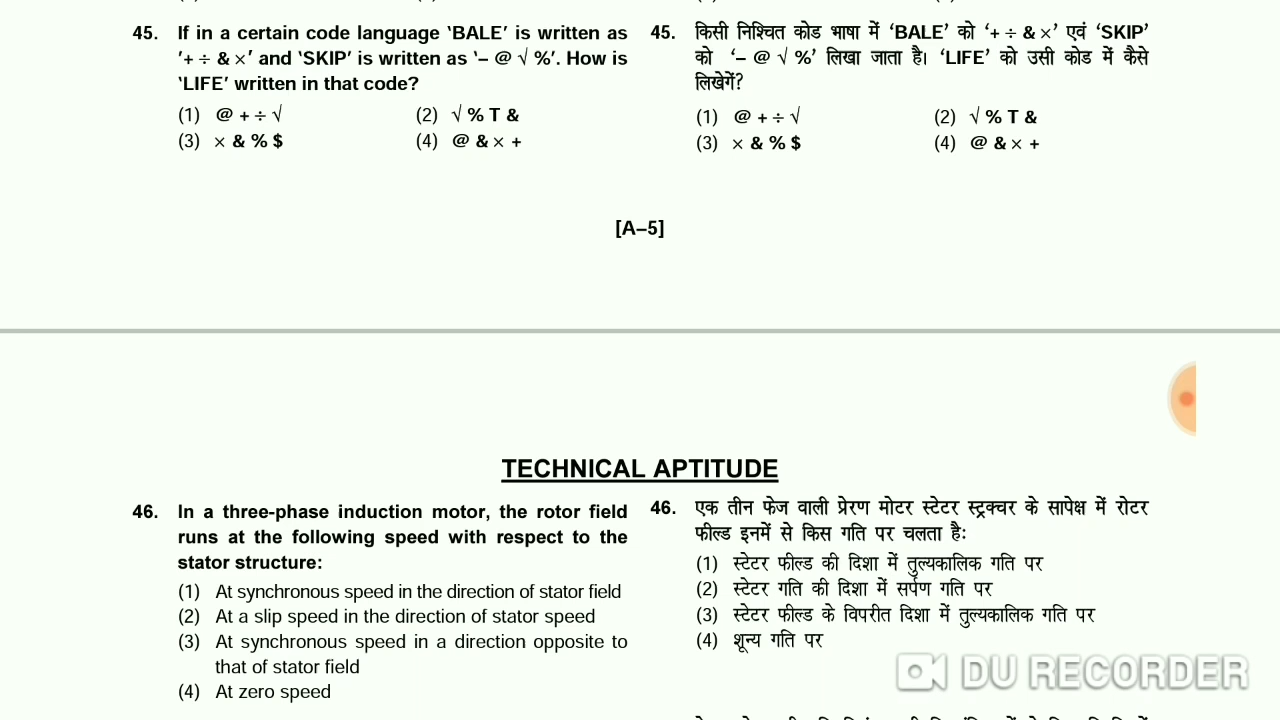 45. If in a certain code language ‘BALE’ is written as
‘+ ÷ & ×’ and ‘SKIP’ is written as ‘– @ √ %’. How is
‘LIFE’ written in that code?
(1) @ + ÷ √ (2) √ % T &
(3) × & % $ (4) @ & × +
45. किसी निश्चित कोड भाषा में ‘BALE’ को ‘+ ÷ & ×’ एवं ‘SKIP’
को ‘– @ √ %’ लिखा जाता है। ‘LIFE’ को उसी कोड में कैसे
लिखेगें?
(1) @ + ÷ √ (2) √ % T &
(3) × & % $ (4) @ & × +
[A–5]
TECHNICAL APTITUDE
46. In a three-phase induction motor, the rotor field
runs at the following speed with respect to the
stator structure:
(1) At synchronous speed in the direction of stator field
(2) At a slip speed in the direction of stator speed
(3) At synchronous speed in a direction opposite to
that of stator field
(4) At zero speed
46. एक तीन फेज वाली प्रेरण मोटर स्टेटर स्ट्रक्चर के सापेक्ष में रोटर
फील्ड इनमें से किस गति पर चलता है:
(1) स्टेटर फील्ड की दिशा में तुल्यकालिक गति पर
(2) स्टेटर गति की दिशा में सर्पण गति पर
(3) स्टेटर फील्ड के विपरीत दिशा में तुल्यकालिक गति पर
(4) शून्य गति पर
DU RECORDER